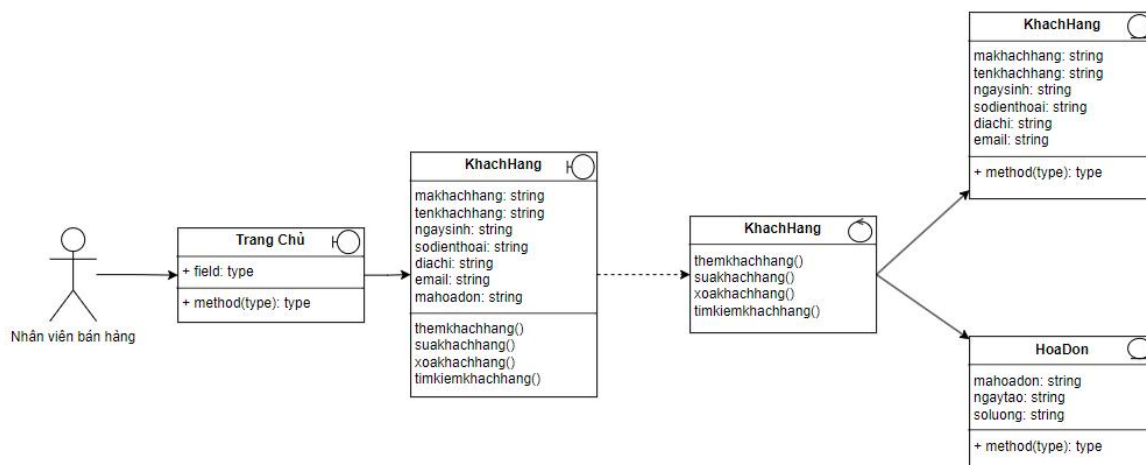 Nhân viên bán hàng
Trang Chủ
+ field: type
+ method(type): type
KhachHang
makhachhang: string
tenkhachhang: string
ngaysinh: string
sodienthoai: string
diachi: string
email: string
mahoadon: string
themkhachhang()
suakhachhang()
xoakhachhang()
timkiemkhachhang()
KhachHang
themkhachhang()
suakhachhang()
xoakhachhang()
timkiemkhachhang()
KhachHang
makhachhang: string
tenkhachhang: string
ngaysinh: string
sodienthoai: string
diachi: string
email: string
+ method(type): type
HoaDon
mahoadon: string
ngaytao: string
soluong: string
+ method(type): type